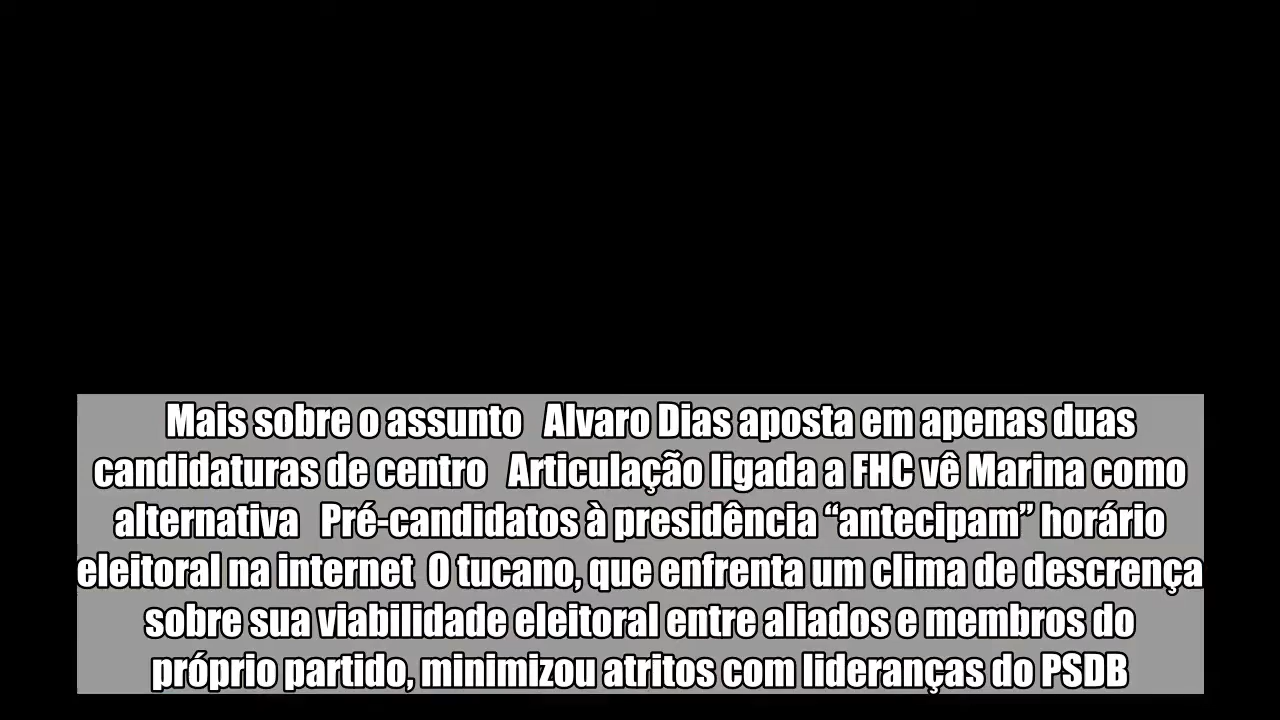 Mais sobre o assunto   Alvaro Dias aposta em apenas duas
candidaturas de centro   Articulação ligada a FHC vê Marina como
alternativa   Pré-candidatos à presidência “antecipam” horário
eleitoral na internet  O tucano, que enfrenta um clima de descrença
sobre sua viabilidade eleitoral entre aliados e membros do
próprio partido, minimizou atritos com lideranças do PSDB